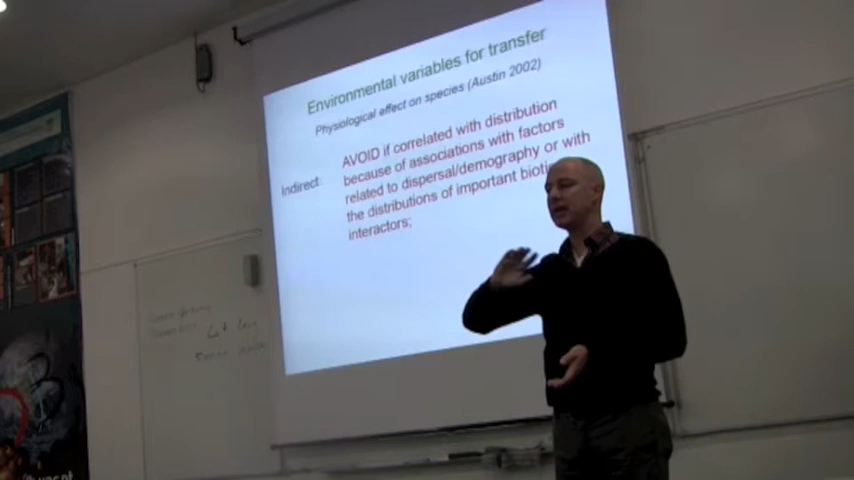 Environmental variables for transfer
Physiological effect on species (Austin 2002)
AVOID if correlated with distribution
because of associations with factors
Indirect:
related to dispersal/demography or with
the distributions of important
interactors;
Lat